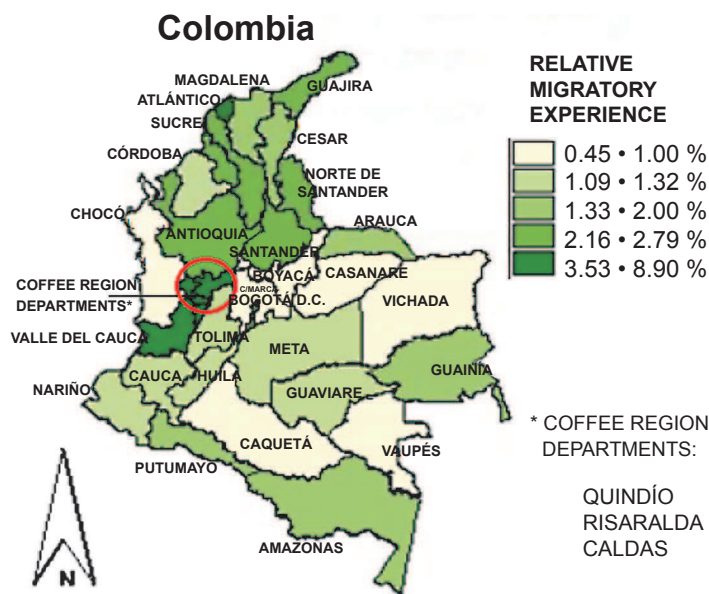 Colombia
MAGDALENA
GUAJIRA
ATLÁNTICO
SUCRE
CESAR
CÓRDOBA
NORTE DE
SANTANDER
CHOCÓ
ARAUCA
ANTIOQUIA
SANTANDER
COFFEE REGION
DEPARTMENTS*
BOYACÁ
CASANARE
C/MARCA
BOGOTÁ D.C.
VICHADA
VALLE DEL CAUCA
TOLIMA
META
GUAINÍA
CAUCA
HUILA
NARIÑO
GUAVIARE
CAQUETÁ
VAUPÉS
PUTUMAYO
AMAZONAS
N
RELATIVE
MIGRATORY
EXPERIENCE
0.45 • 1.00 %
1.09 • 1.32 %
1.33 • 2.00 %
2.16 • 2.79 %
3.53 • 8.90 %
* COFFEE REGION
DEPARTMENTS:
QUINDÍO
RISARALDA
CALDAS